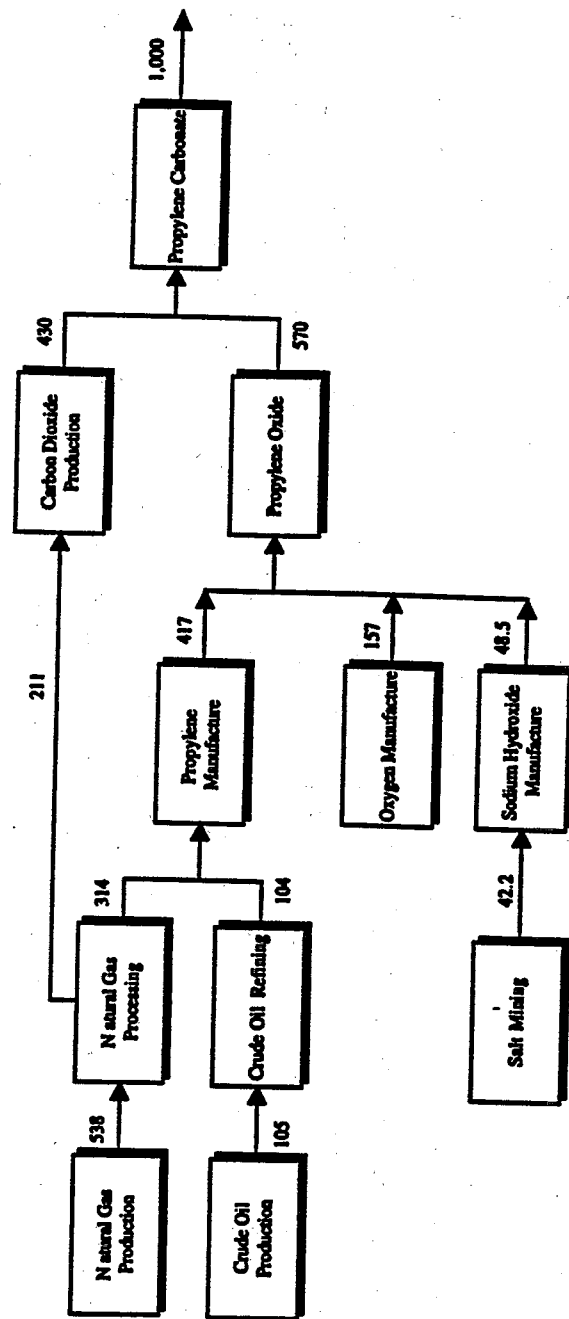 Natural Gas
Production
538
Natural Gas
Processing
211
Carbon Dioxide
Production
430
314
Crude Oil
Production
105
Crude Oil Refining
104
Propylene
Manufacture
417
Propylene Oxide
570
Propylene Carbonate
1,000
Oxygen Manufacture
157
Salt Mining
42.2
Sodium Hydroxide
Manufacture
48.5